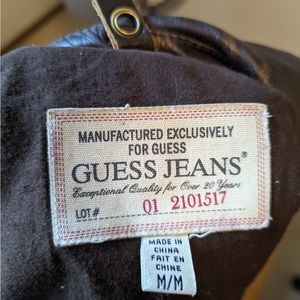 MANUFACTURED EXCLUSIVELY
FOR GUESS
GUESS JEANS®
Exceptional Quality for Over 20 Years
LOT# 01 2101517
MADE IN
CHINA
FAIT EN
CHINE
M/M